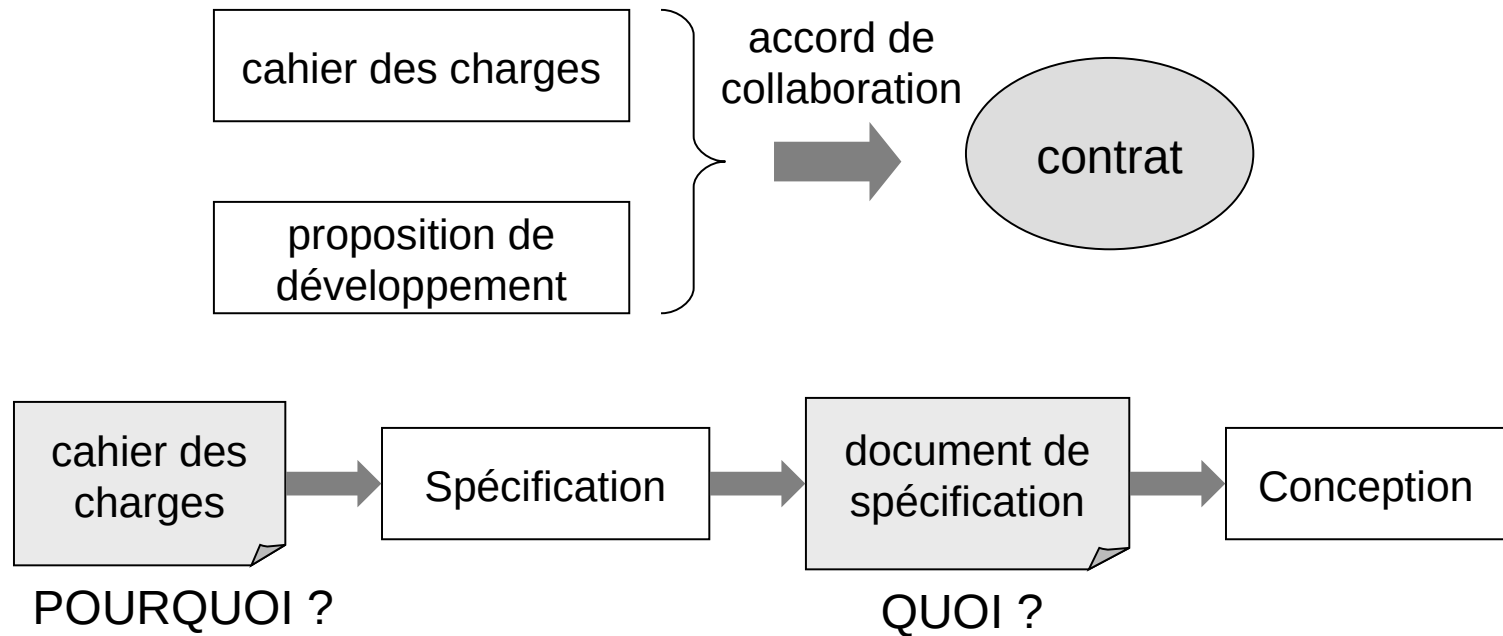 cahier des charges
accord de
collaboration
contrat
proposition de
développement
cahier des
charges
Spécification
document de
spécification
Conception
POURQUOI ?
QUOI ?